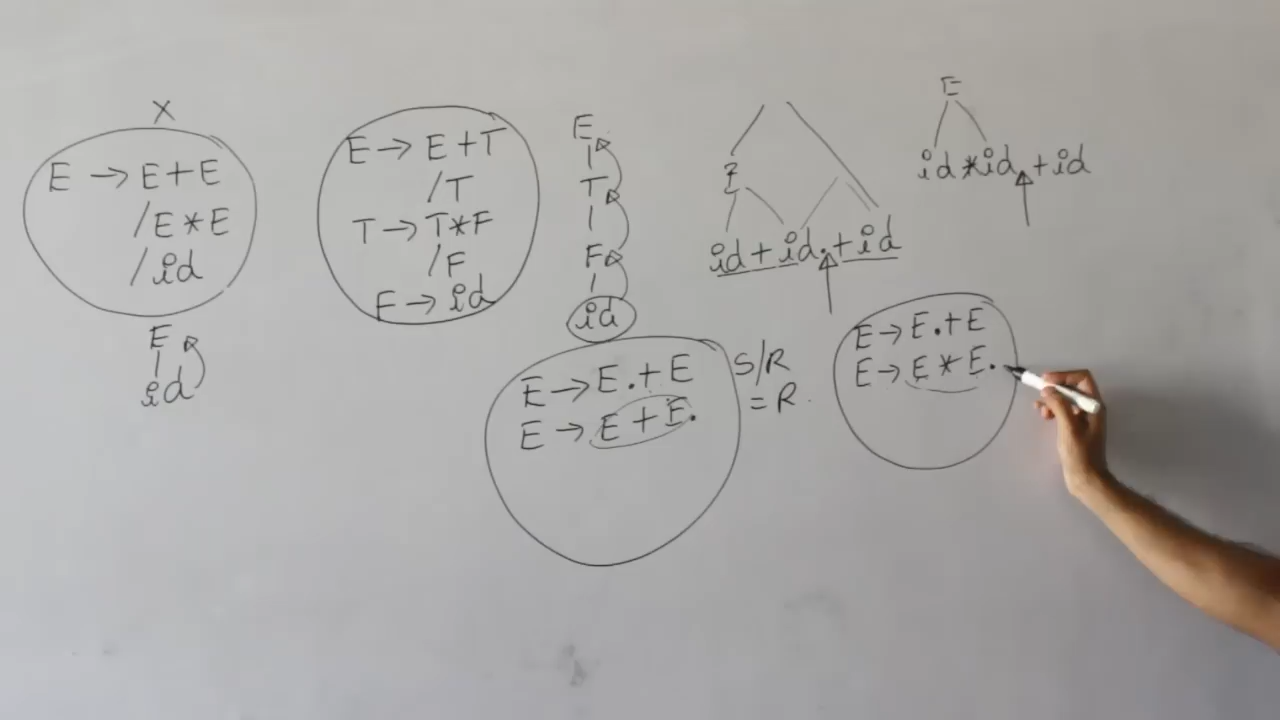 X
E → E + E
/ E * E
/ id
E
id
E → E + T
/ T
T → T * F
/ F
F → id
E
T
F
id
E
id + id . + id
E
id * id + id
E → E . + E
E → E + E .
S/R
= R .
E → E . + E
E → E * E .